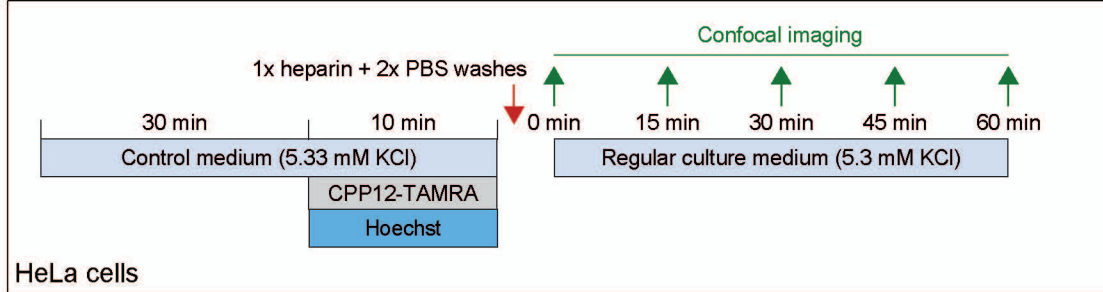 Confocal imaging
1x heparin + 2x PBS washes
30 min 10 min 0 min 15 min 30 min 45 min 60 min
Control medium (5.33 mM KCl) Regular culture medium (5.3 mM KCl)
CPP12-TAMRA
Hoechst
HeLa cells